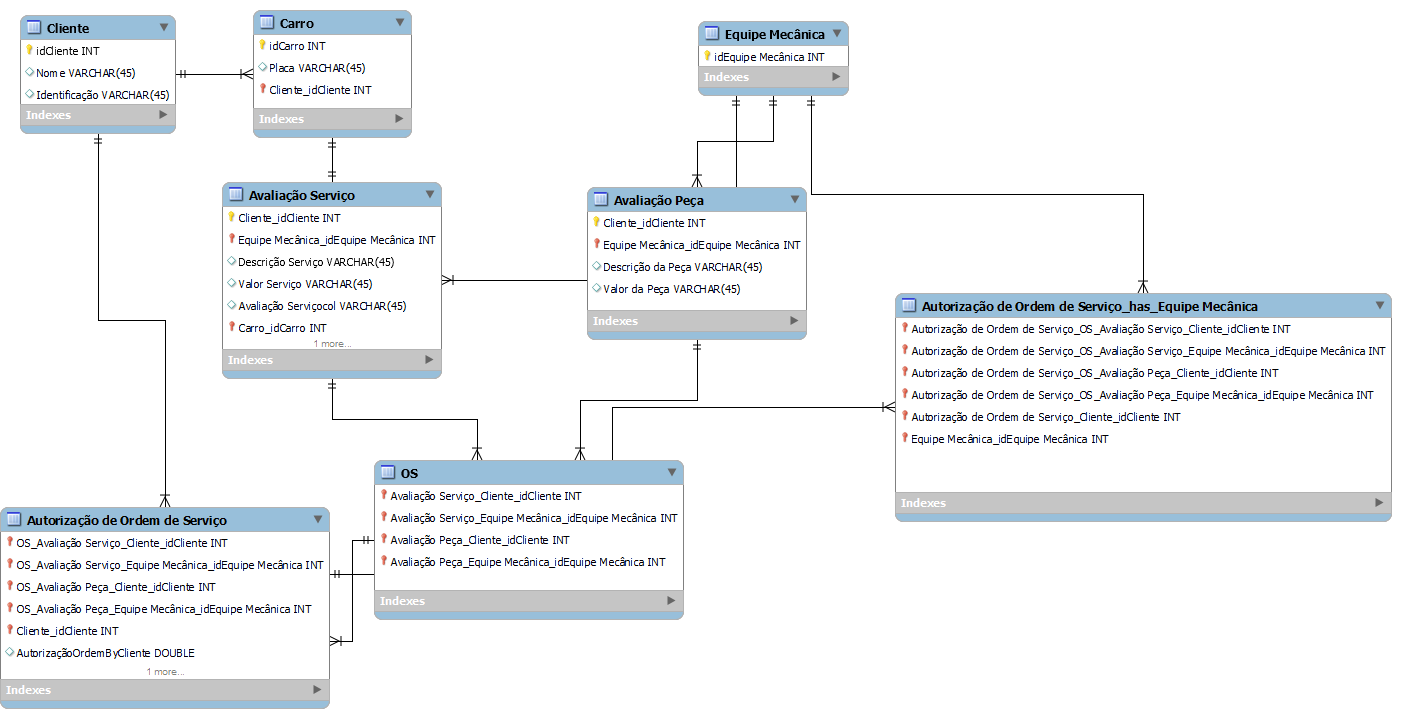 Cliente
idCliente INT
Nome VARCHAR(45)
Identificação VARCHAR(45)
Indexes
Carro
idCarro INT
Placa VARCHAR(45)
Cliente_idCliente INT
Indexes
Equipe Mecânica
idEquipe Mecânica INT
Indexes
Avaliação Serviço
Cliente_idCliente INT
Equipe Mecânica_idEquipe Mecânica INT
Descrição Serviço VARCHAR(45)
Valor Serviço VARCHAR(45)
Avaliação Serviçocol VARCHAR(45)
Carro_idCarro INT
1 more...
Indexes
Avaliação Peça
Cliente_idCliente INT
Equipe Mecânica_idEquipe Mecânica INT
Descrição da Peça VARCHAR(45)
Valor da Peça VARCHAR(45)
Indexes
Autorização de Ordem de Serviço_has_Equipe Mecânica
Autorização de Ordem de Serviço_OS_Avaliação Serviço_Cliente_idCliente INT
Autorização de Ordem de Serviço_OS_Avaliação Serviço_Equipe Mecânica_idEquipe Mecânica INT
Autorização de Ordem de Serviço_OS_Avaliação Peça_Cliente_idCliente INT
Autorização de Ordem de Serviço_OS_Avaliação Peça_Equipe Mecânica_idEquipe Mecânica INT
Autorização de Ordem de Serviço_Cliente_idCliente INT
Equipe Mecânica_idEquipe Mecânica INT
Indexes
OS
Avaliação Serviço_Cliente_idCliente INT
Avaliação Serviço_Equipe Mecânica_idEquipe Mecânica INT
Avaliação Peça_Cliente_idCliente INT
Avaliação Peça_Equipe Mecânica_idEquipe Mecânica INT
Indexes
Autorização de Ordem de Serviço
OS_Avaliação Serviço_Cliente_idCliente INT
OS_Avaliação Serviço_Equipe Mecânica_idEquipe Mecânica INT
OS_Avaliação Peça_Cliente_idCliente INT
OS_Avaliação Peça_Equipe Mecânica_idEquipe Mecânica INT
Cliente_idCliente INT
AutorizaçãoOrdemByCliente DOUBLE
1 more...
Indexes